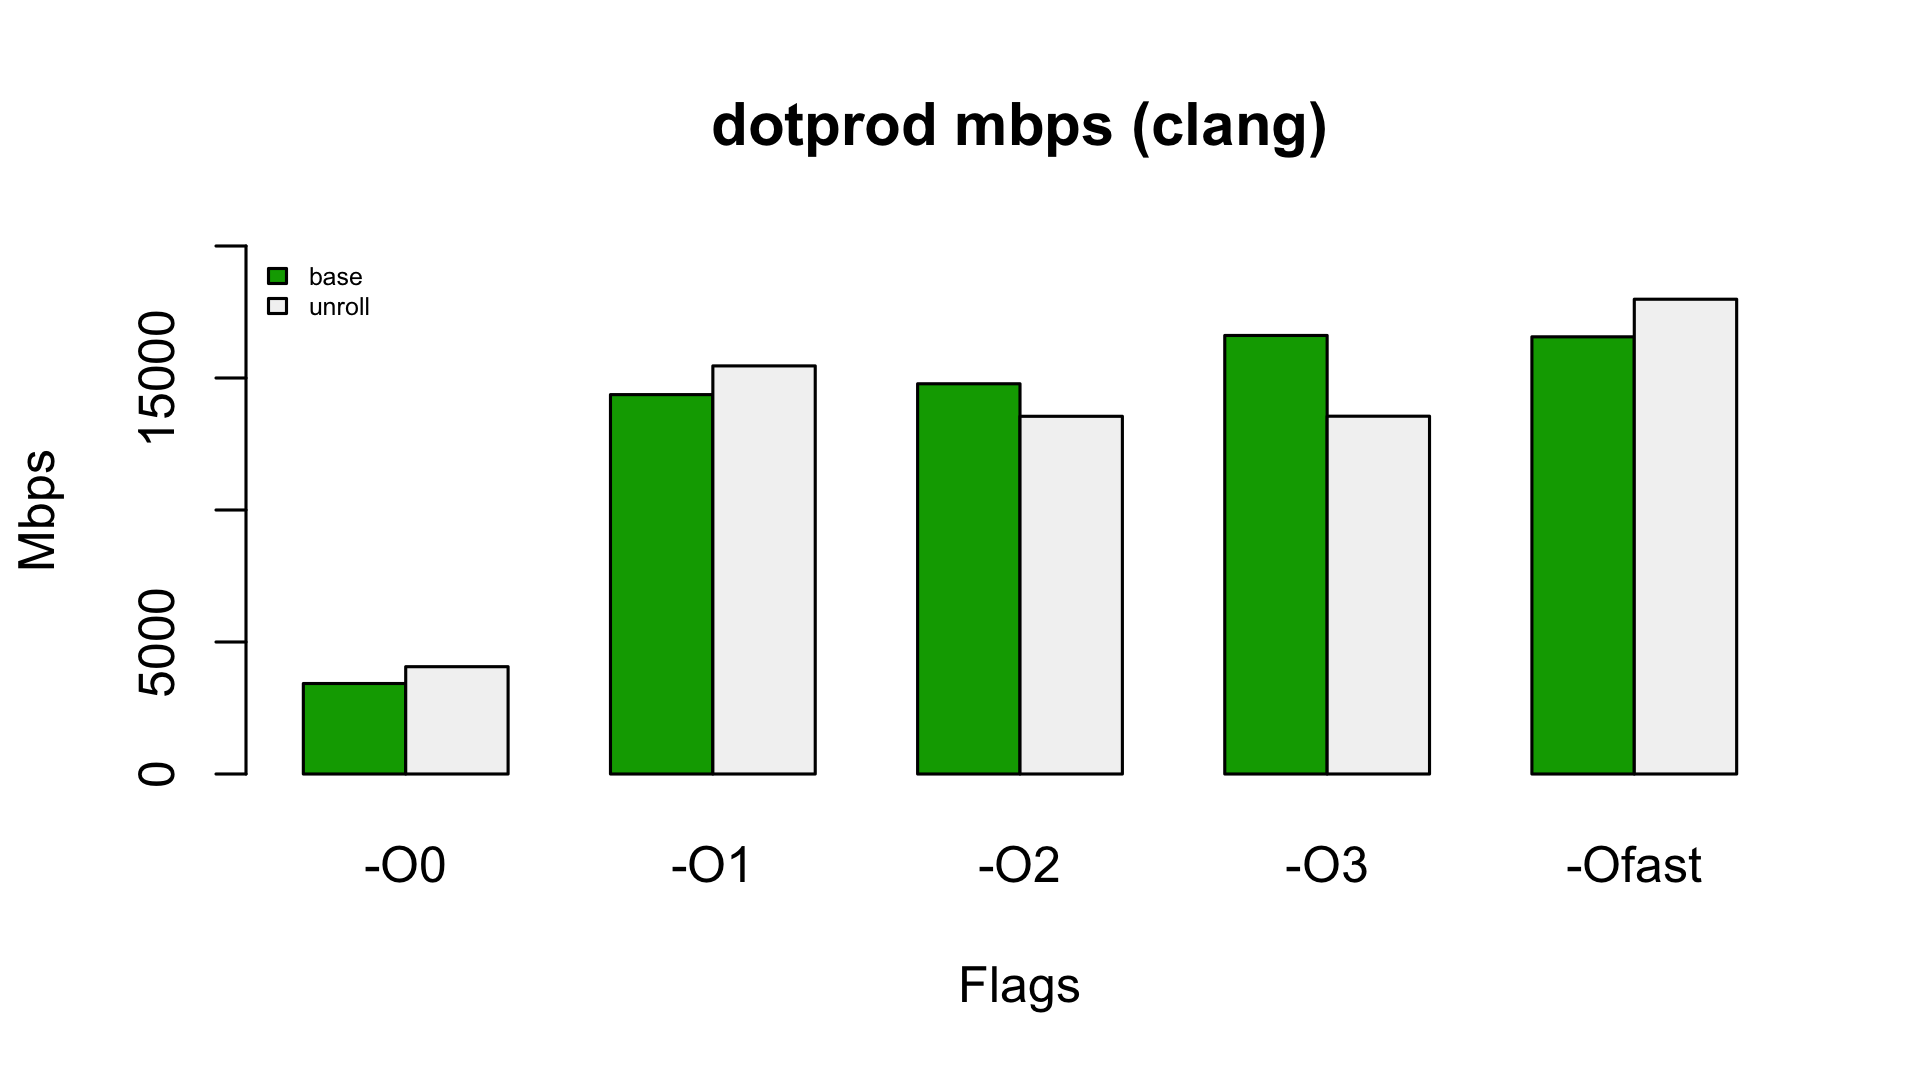 dotprod mbps (clang)
base
unroll
15000
5000
0
Mbps
-O0 -O1 -O2 -O3 -Ofast
Flags